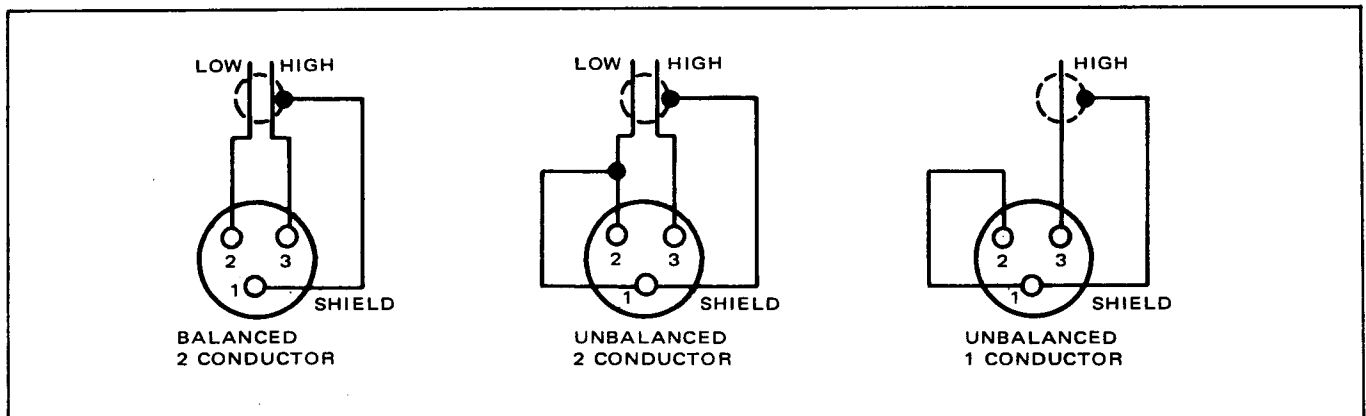 LOW HIGH
2 3
1
SHIELD
BALANCED
2 CONDUCTOR
LOW HIGH
2 3
1
SHIELD
UNBALANCED
2 CONDUCTOR
HIGH
2 3
1
SHIELD
UNBALANCED
1 CONDUCTOR